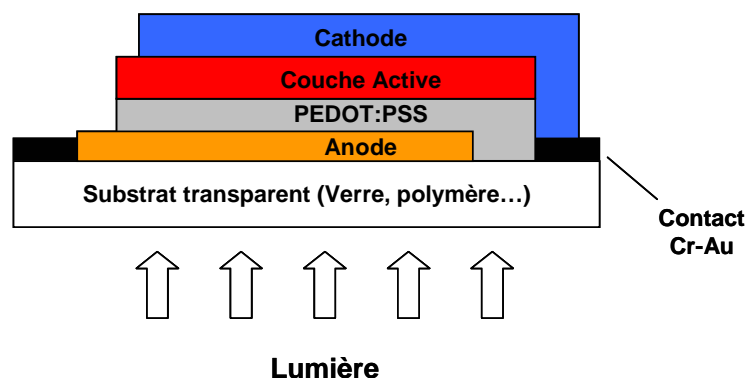 Cathode
Couche Active
PEDOT:PSS
Anode
Substrat transparent (Verre, polymère…)
Contact
Cr-Au
Lumière